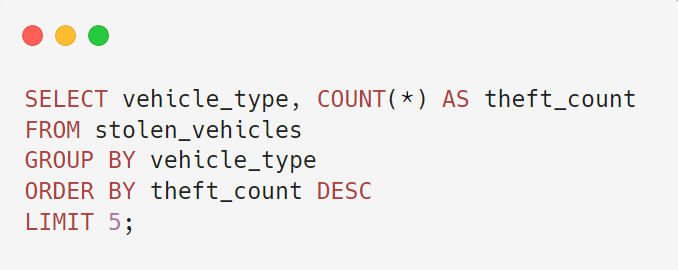 SELECT vehicle_type, COUNT(*) AS theft_count
FROM stolen_vehicles
GROUP BY vehicle_type
ORDER BY theft_count DESC
LIMIT 5;